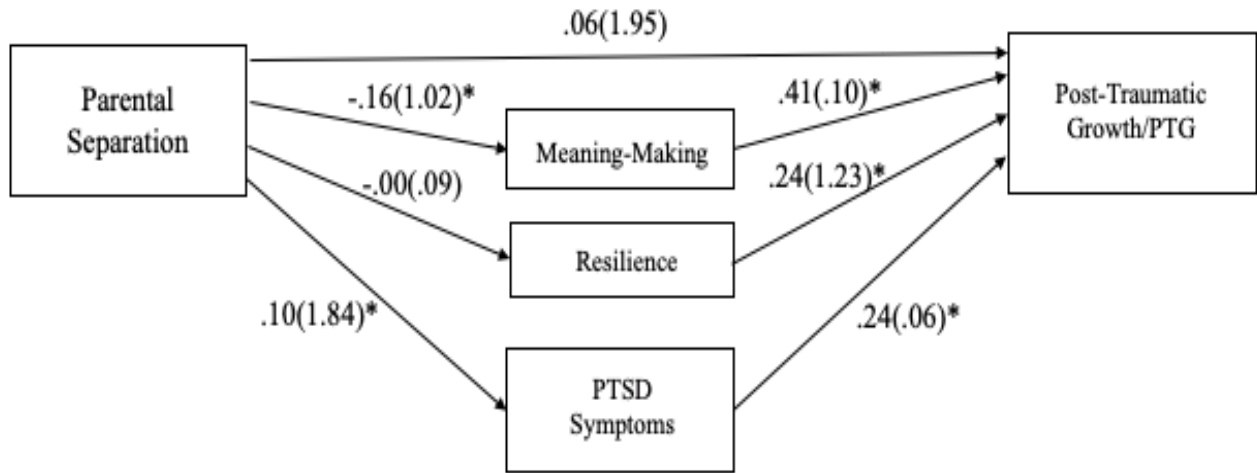 .06(1.95)
Parental
Separation
-.16(1.02)*
Meaning-Making
.41(.10)*
Post-Traumatic
Growth/PTG
-.00(.09)
Resilience
.24(1.23)*
.10(1.84)*
PTSD
Symptoms
.24(.06)*